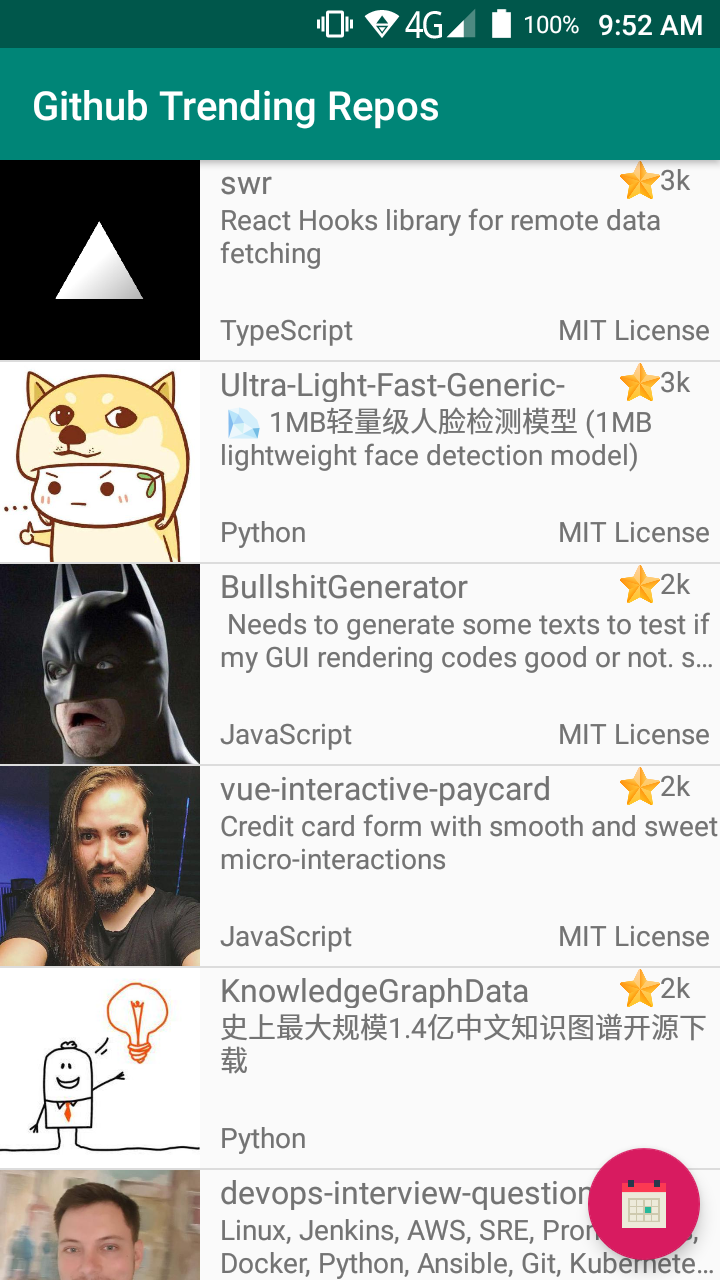 4G 100% 9:52 AM
Github Trending Repos
swr 3k
React Hooks library for remote data
fetching
TypeScript MIT License
Ultra-Light-Fast-Generic- 3k
1MB轻量级人脸检测模型 (1MB
lightweight face detection model)
Python MIT License
BullshitGenerator 2k
Needs to generate some texts to test if
my GUI rendering codes good or not. s…
JavaScript MIT License
vue-interactive-paycard 2k
Credit card form with smooth and sweet
micro-interactions
JavaScript MIT License
KnowledgeGraphData 2k
史上最大规模1.4亿中文知识图谱开源下
载
Python
devops-interview-question
Linux, Jenkins, AWS, SRE,
Docker, Python, Ansible, Git, Kubernete…